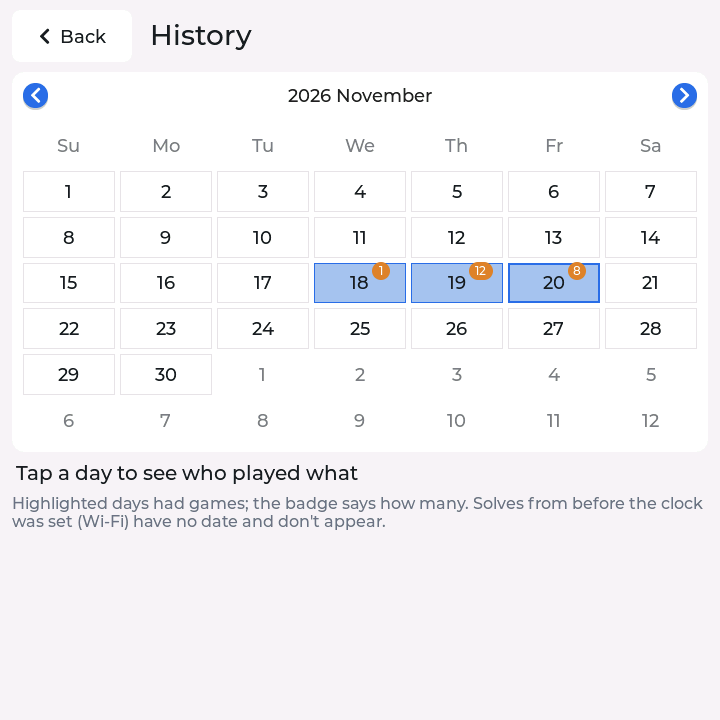 Back
History
2026 November
Su Mo Tu We Th Fr Sa
1 2 3 4 5 6 7
8 9 10 11 12 13 14
15 16 17 18 1 19 12 20 8 21
22 23 24 25 26 27 28
29 30 1 2 3 4 5
6 7 8 9 10 11 12
Tap a day to see who played what
Highlighted days had games; the badge says how many. Solves from before the clock
was set (Wi-Fi) have no date and don't appear.